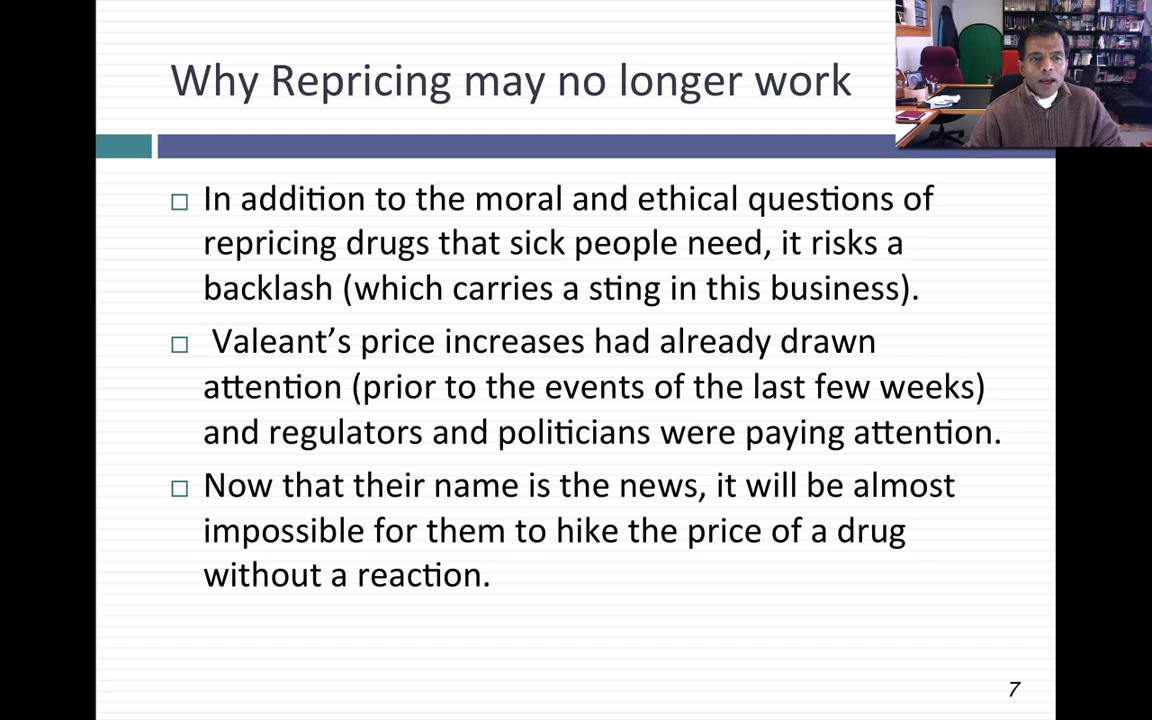 Why Repricing may no longer work
In addition to the moral and ethical questions of
repricing drugs that sick people need, it risks a
backlash (which carries a sting in this business).
Valeant’s price increases had already drawn
attention (prior to the events of the last few weeks)
and regulators and politicians were paying attention.
Now that their name is the news, it will be almost
impossible for them to hike the price of a drug
without a reaction.
7